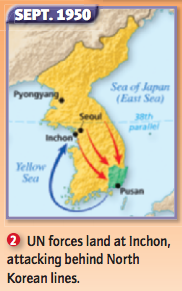 SEPT. 1950
Sea of Japan
(East Sea)
Pyongyang
38th
parallel
Seoul
Inchon
Yellow
Sea
Pusan
2 UN forces land at Inchon,
attacking behind North
Korean lines.